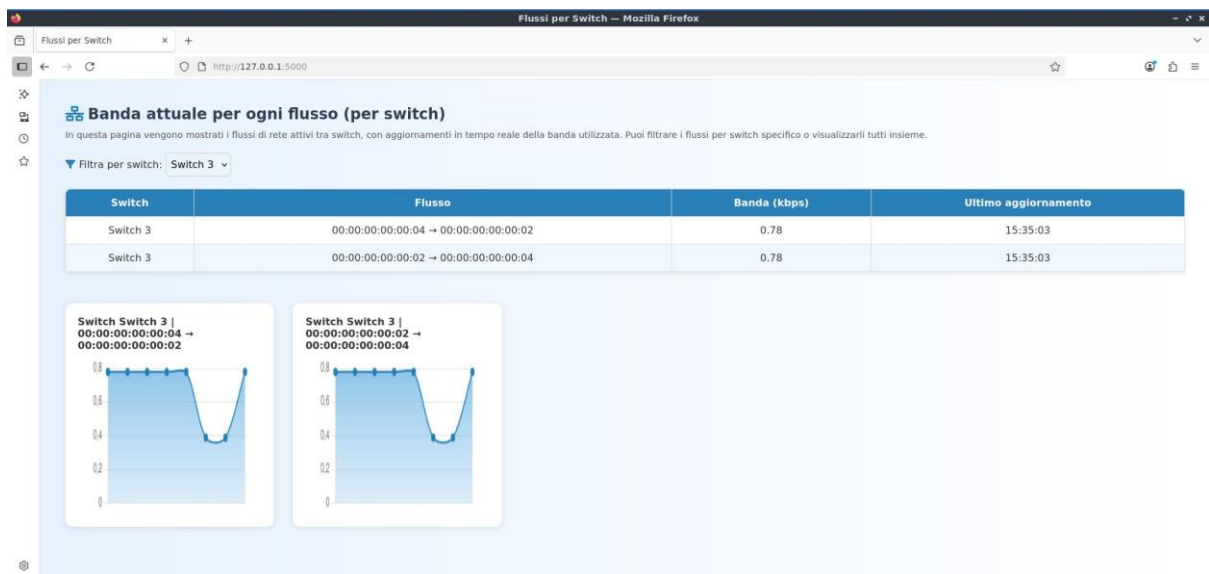 Flussi per Switch — Mozilla Firefox
Flussi per Switch
http://127.0.0.1:5000
Banda attuale per ogni flusso (per switch)
In questa pagina vengono mostrati i flussi di rete attivi tra switch, con aggiornamenti in tempo reale della banda utilizzata. Puoi filtrare i flussi per switch specifico o visualizzarli tutti insieme.
Filtra per switch: Switch 3
Switch Flusso Banda (kbps) Ultimo aggiornamento
Switch 3 00:00:00:00:00:04 → 00:00:00:00:00:02 0.78 15:35:03
Switch 3 00:00:00:00:00:02 → 00:00:00:00:00:04 0.78 15:35:03
Switch Switch 3 |
00:00:00:00:00:04 →
00:00:00:00:00:02
0,8
0,6
0,4
0,2
0
Switch Switch 3 |
00:00:00:00:00:02 →
00:00:00:00:00:04
0,8
0,6
0,4
0,2
0